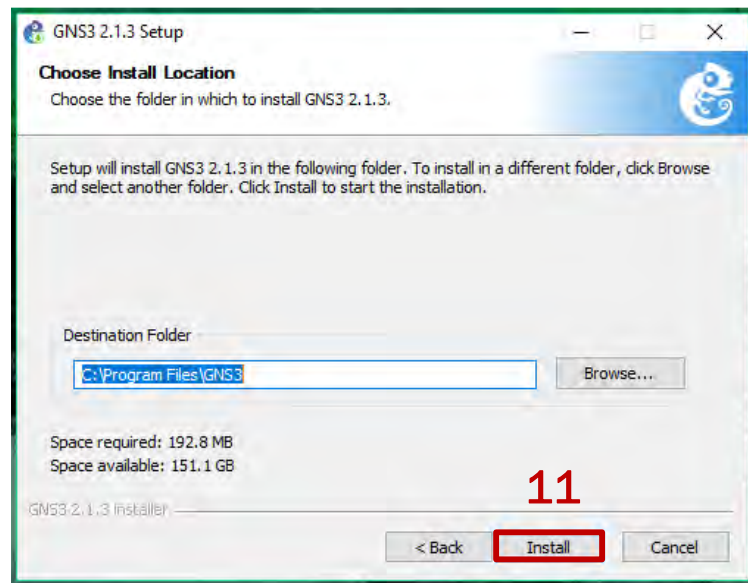 GNS3 2.1.3 Setup
Choose Install Location
Choose the folder in which to install GNS3 2.1.3.
Setup will install GNS3 2.1.3 in the following folder. To install in a different folder, click Browse
and select another folder. Click Install to start the installation.
Destination Folder
C:\Program Files\GNS3
Browse...
Space required: 192.8 MB
Space available: 151.1 GB
11
GNS3 2.1.3 installer
< Back Install Cancel